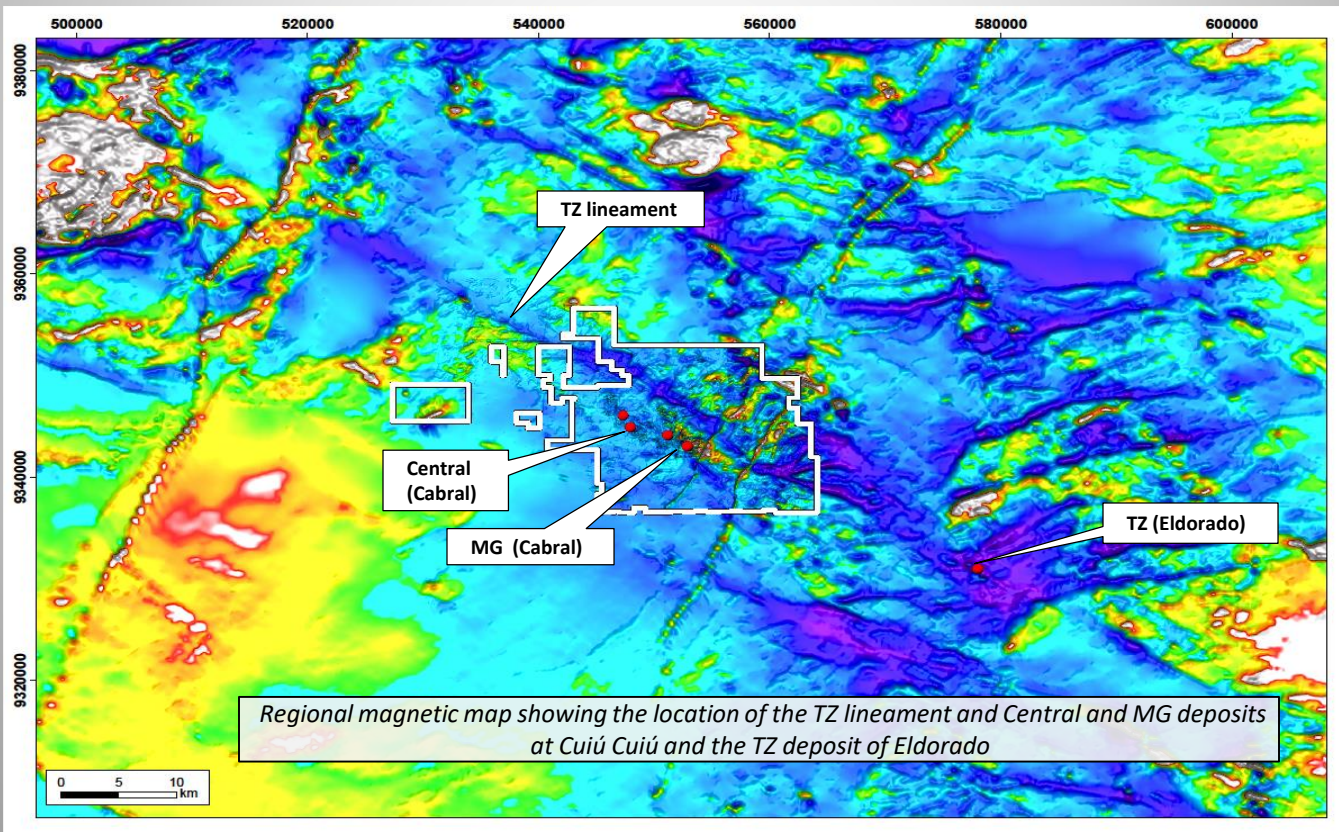 500000 520000 540000 560000 580000 600000
9380000
9360000
9340000
9320000
TZ lineament
Central
(Cabral)
MG (Cabral)
TZ (Eldorado)
Regional magnetic map showing the location of the TZ lineament and Central and MG deposits
at Cuiú Cuiú and the TZ deposit of Eldorado
0 5 10
km